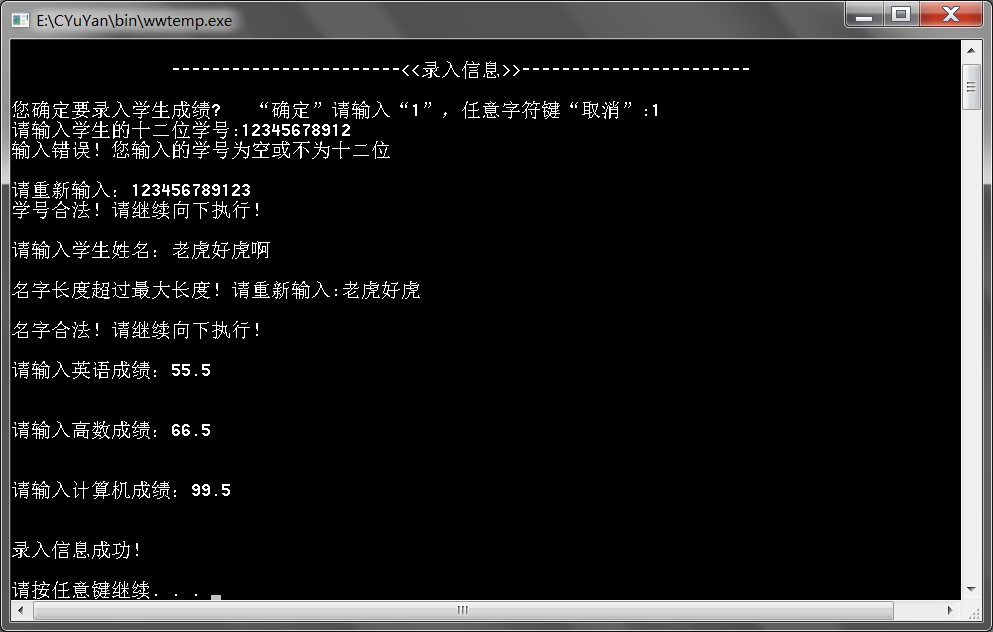 E:\CYuYan\bin\wwtemp.exe
-----------------------<<录入信息>>-----------------------
您确定要录入学生成绩? “确定”请输入“1”，任意字符键“取消”:1
请输入学生的十二位学号:12345678912
输入错误！您输入的学号为空或不为十二位
请重新输入：123456789123
学号合法！请继续向下执行！
请输入学生姓名：老虎好虎啊
名字长度超过最大长度！请重新输入:老虎好虎
名字合法！请继续向下执行！
请输入英语成绩：55.5
请输入高数成绩：66.5
请输入计算机成绩：99.5
录入信息成功！
请按任意键继续. . .